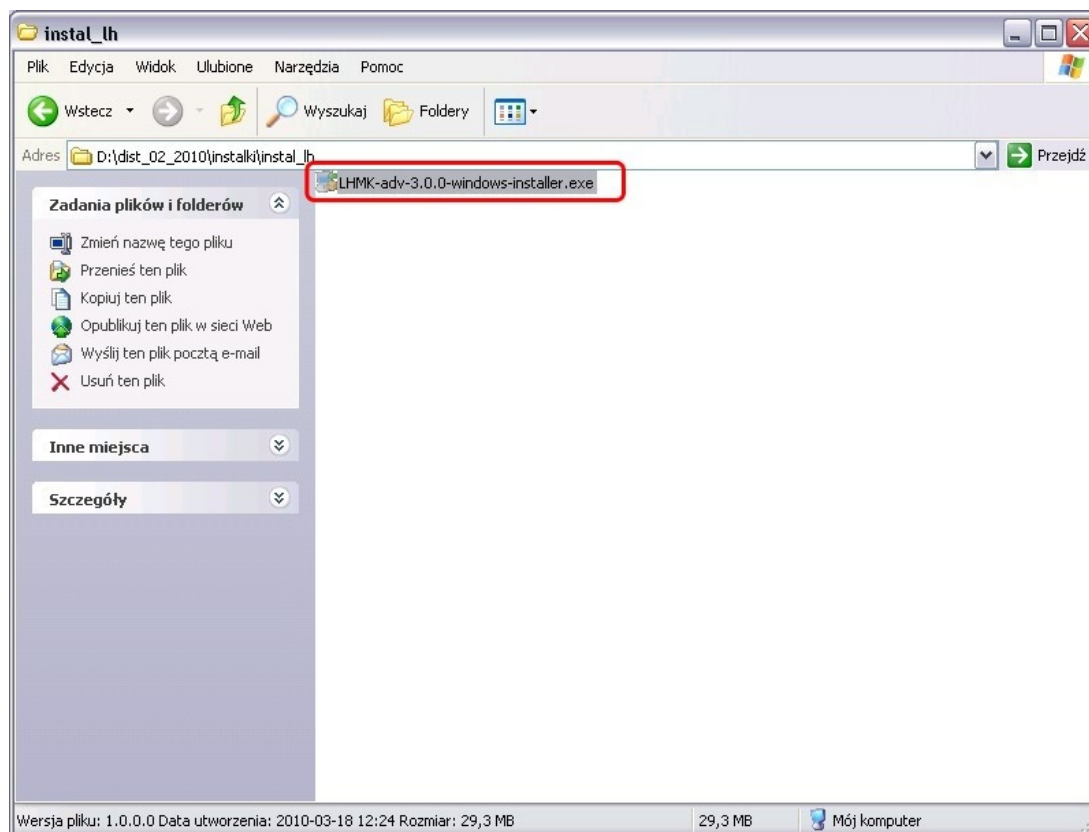 instal_lh
Plik Edycja Widok Ulubione Narzędzia Pomoc
Wstecz Wyszukaj Foldery
Adres D:\dist_02_2010\instalki\instal_lh Przejdź
LHMK-adv-3.0.0-windows-installer.exe
Zadania plików i folderów
Zmień nazwę tego pliku
Przenieś ten plik
Kopiuj ten plik
Opublikuj ten plik w sieci Web
Wyślij ten plik pocztą e-mail
Usuń ten plik
Inne miejsca
Szczegóły
Wersja pliku: 1.0.0.0 Data utworzenia: 2010-03-18 12:24 Rozmiar: 29,3 MB 29,3 MB Mój komputer